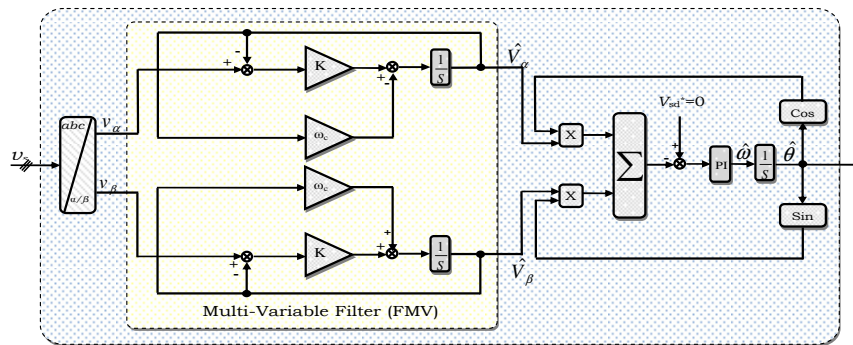 abc
α/β
v_s
v_α
v_β
-
+
K
+
-
1/S
V̂_α
ω_c
ω_c
+
+
K
1/S
V̂_β
+
-
Multi-Variable Filter (FMV)
X
X
Σ
V_sd*=0
+
-
PI
ω̂
1/S
θ̂
Cos
Sin